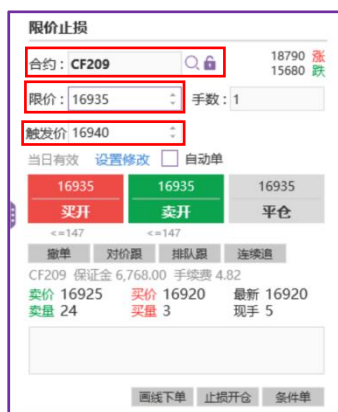 限价止损
合约: CF209 18790 涨
15680 跌
限价: 16935 手数: 1
触发价 16940
当日有效 设置修改 自动单
16935 16935 16935
买开 卖开 平仓
<=147 <=147
撤单 对价跟 排队跟 连续追
CF209 保证金 6,768.00 手续费 4.82
卖价 16925 买价 16920 最新 16920
卖量 24 买量 3 现手 5
画线下单 止损开仓 条件单